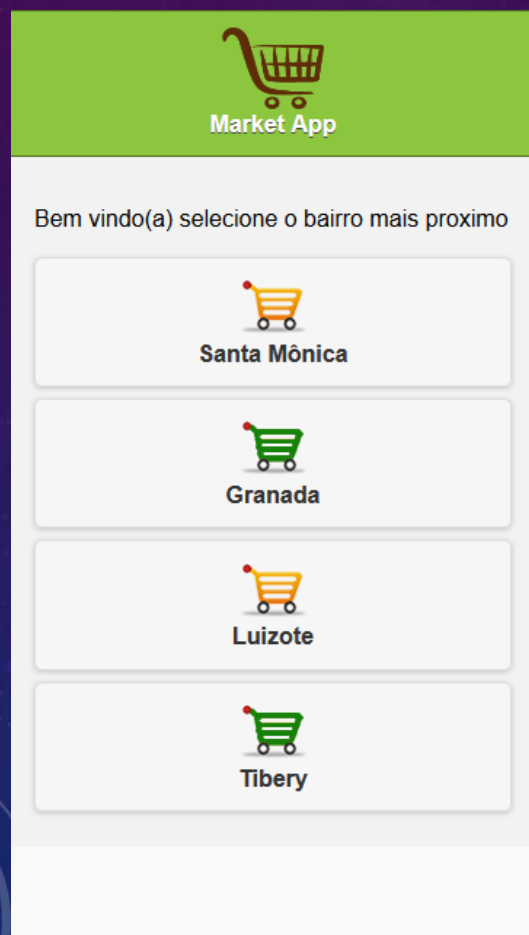 Market App
Bem vindo(a) selecione o bairro mais proximo
Santa Mônica
Granada
Luizote
Tibery